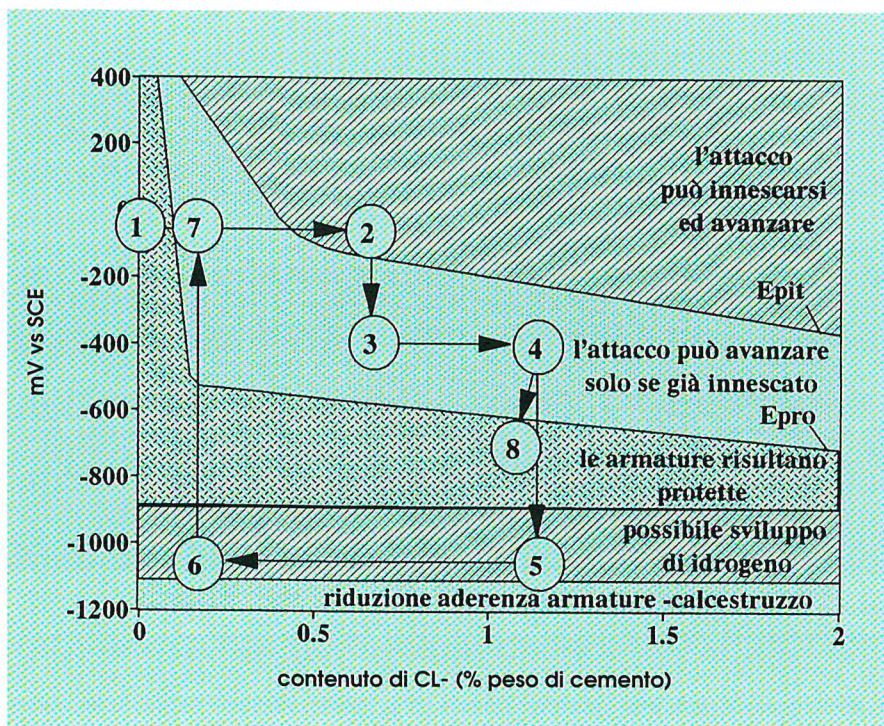 400
200
0
-200
-400
-600
-800
-1000
-1200
mV vs SCE
l'attacco
può innescarsi
ed avanzare
Epit
1
7
2
3
4
l'attacco può avanzare
solo se già innescato
Epro
8
le armature risultano
protette
possibile sviluppo
di idrogeno
6
5
riduzione aderenza armature -calcestruzzo
0
0.5
1
1.5
2
contenuto di CL- (% peso di cemento)